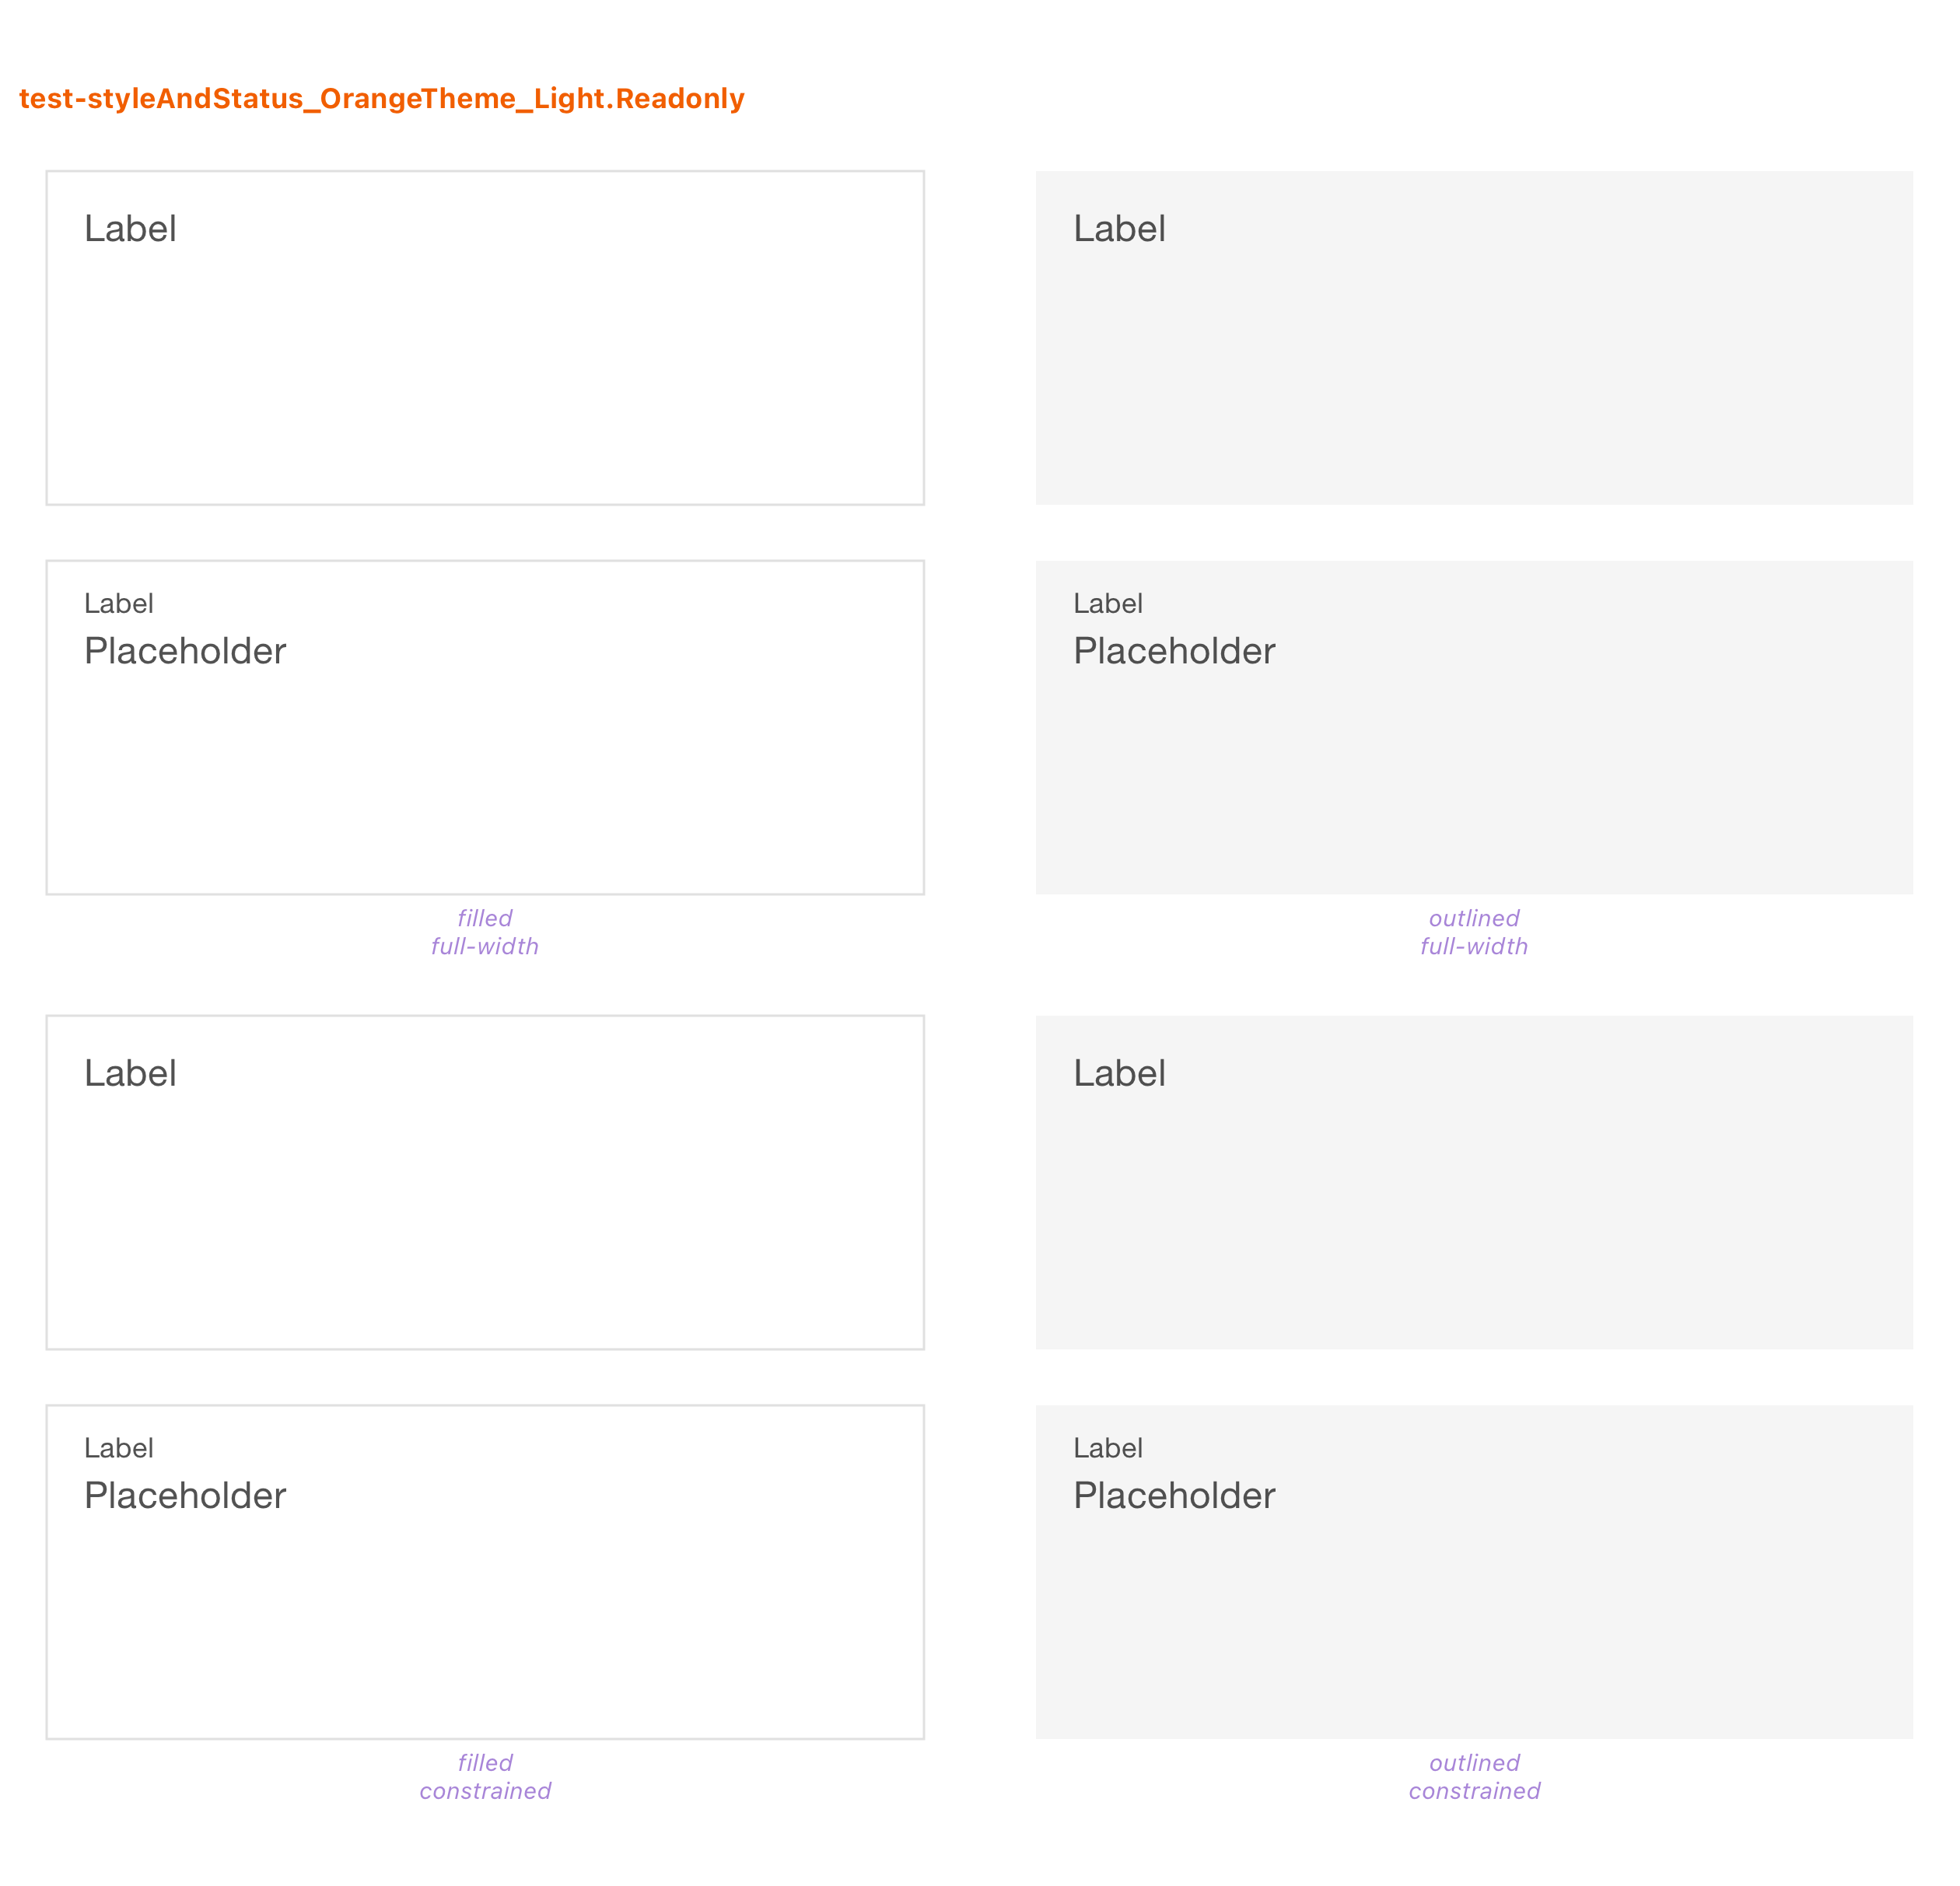 test-styleAndStatus_OrangeTheme_Light.Readonly
Label
Label
Label
Placeholder
Label
Placeholder
filled
full-width
outlined
full-width
Label
Label
Label
Placeholder
Label
Placeholder
filled
constrained
outlined
constrained